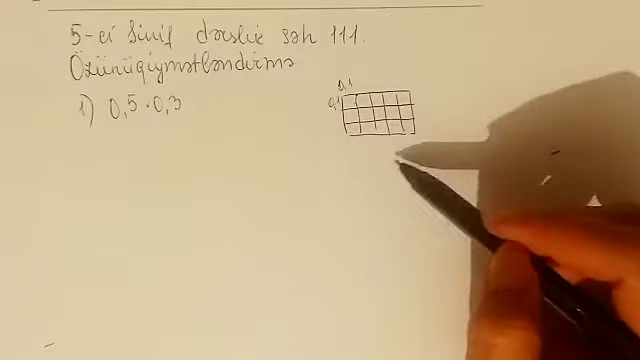 5-ci Sinif dərslik səh 111.
Özünüqiymətləndirmə
0,1
1) 0,5 · 0,3
0,1